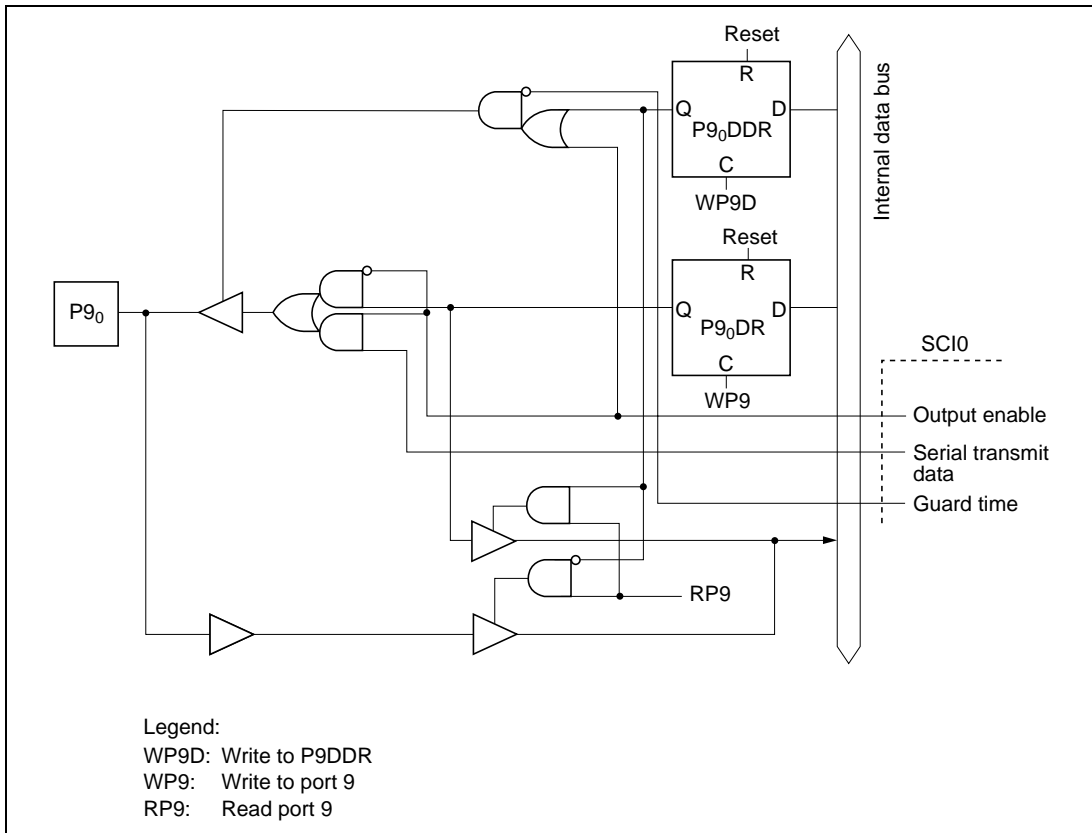 Reset
R
Q
D
P9₀DDR
C
WP9D
Internal data bus
Reset
R
P9₀
Q
D
P9₀DR
C
WP9
SCI0
Output enable
Serial transmit
data
Guard time
RP9
Legend:
WP9D: Write to P9DDR
WP9: Write to port 9
RP9: Read port 9